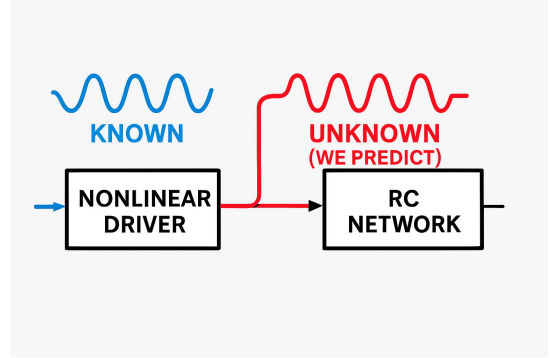 KNOWN
UNKNOWN
(WE PREDICT)
NONLINEAR
DRIVER
RC
NETWORK